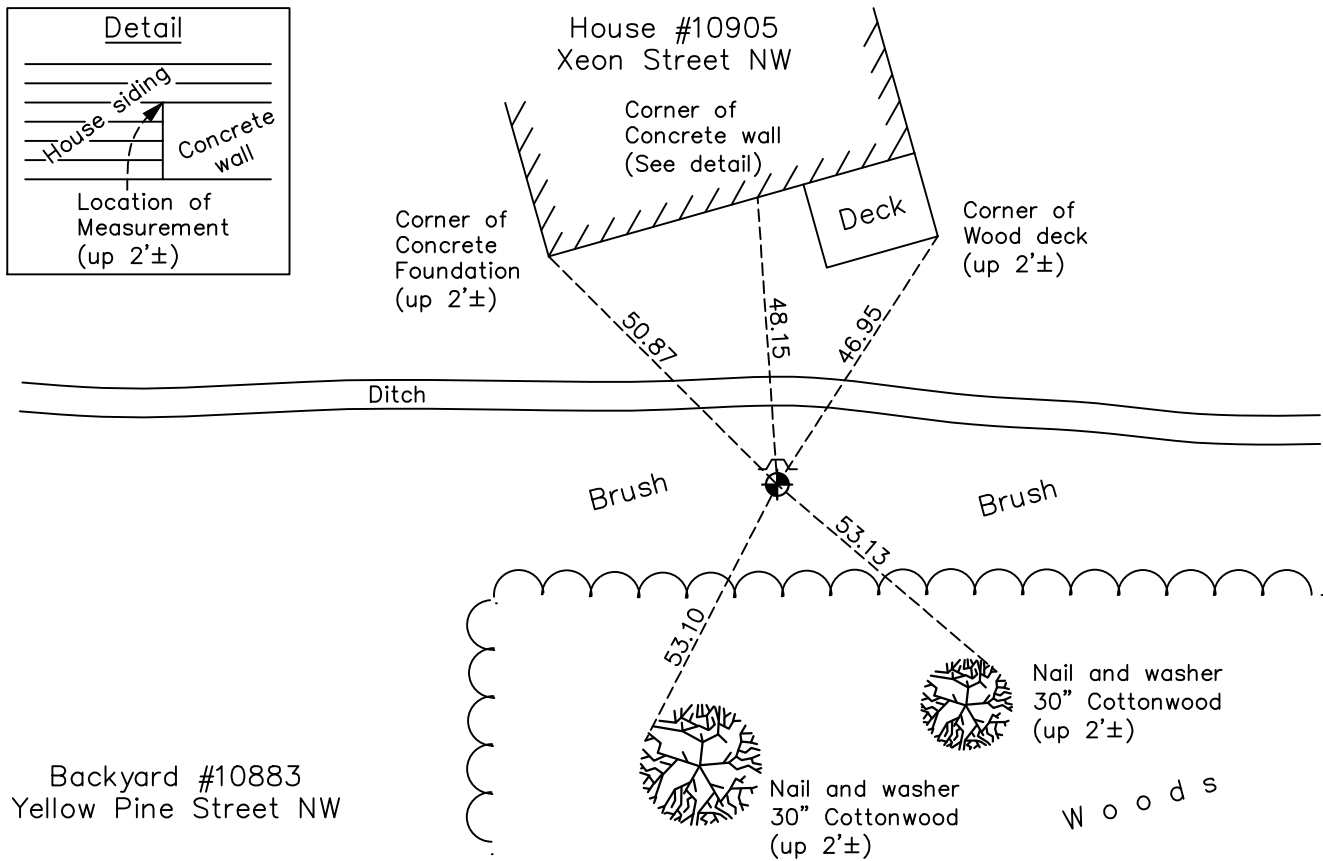 Detail
House siding
Concrete
wall
Location of
Measurement
(up 2'±)
House #10905
Xeon Street NW
Corner of
Concrete wall
(See detail)
Deck
Corner of
Wood deck
(up 2'±)
Corner of
Concrete
Foundation
(up 2'±)
50.87
48.15
46.95
Ditch
Brush
Brush
53.13
53.10
Nail and washer
30" Cottonwood
(up 2'±)
Nail and washer
30" Cottonwood
(up 2'±)
Woods
Backyard #10883
Yellow Pine Street NW